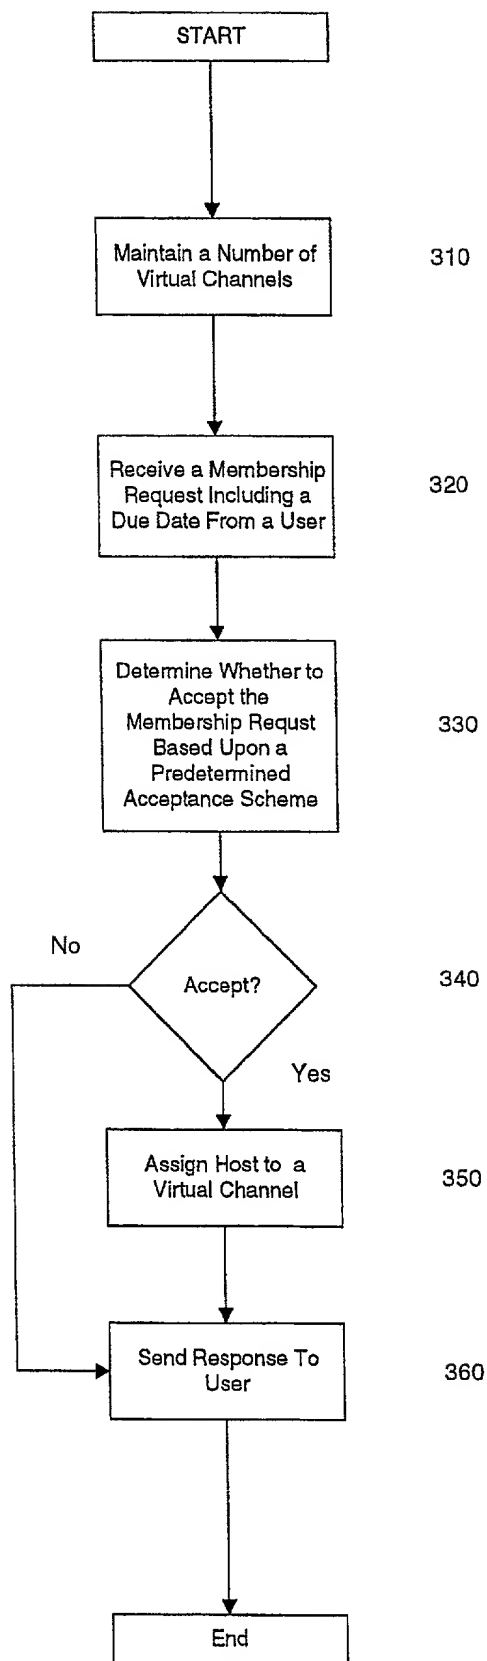 START
Maintain a Number of
Virtual Channels
310
Receive a Membership
Request Including a
Due Date From a User
320
Determine Whether to
Accept the
Membership Requst
Based Upon a
Predetermined
Acceptance Scheme
330
No
Accept?
340
Yes
Assign Host to a
Virtual Channel
350
Send Response To
User
360
End